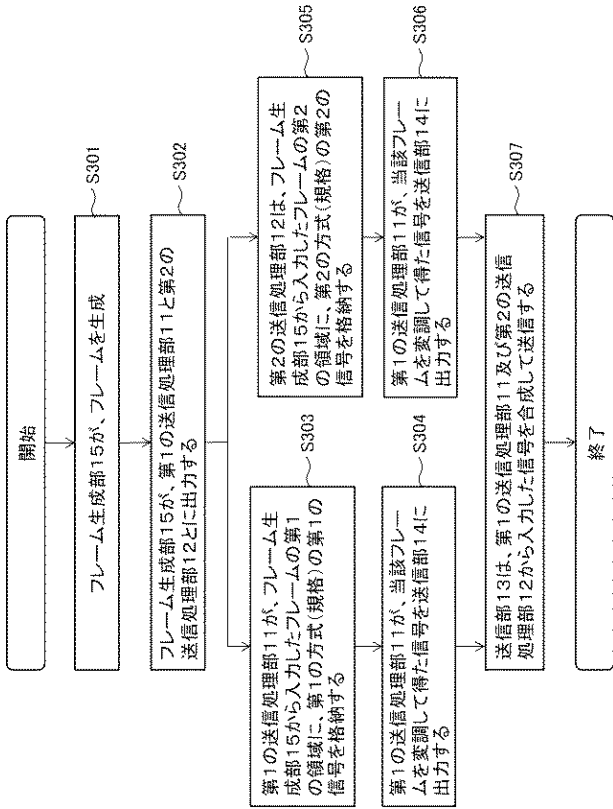 開始
フレーム生成部15が、フレームを生成
S301
フレーム生成部15が、第1の送信処理部11と第2の
送信処理部12とに出力する
S302
第1の送信処理部11が、フレーム生
成部15から入力したフレームの第1
の領域に、第1の方式(規格)の第1の
信号を格納する
S303
第1の送信処理部11が、当該フレー
ムを変調して得た信号を送信部14に
出力する
S304
第2の送信処理部12は、フレーム生
成部15から入力したフレームの第2
の領域に、第2の方式(規格)の第2の
信号を格納する
S305
第1の送信処理部11が、当該フレー
ムを変調して得た信号を送信部14に
出力する
S306
送信部13は、第1の送信処理部11及び第2の送信
処理部12から入力した信号を合成して送信する
S307
終了